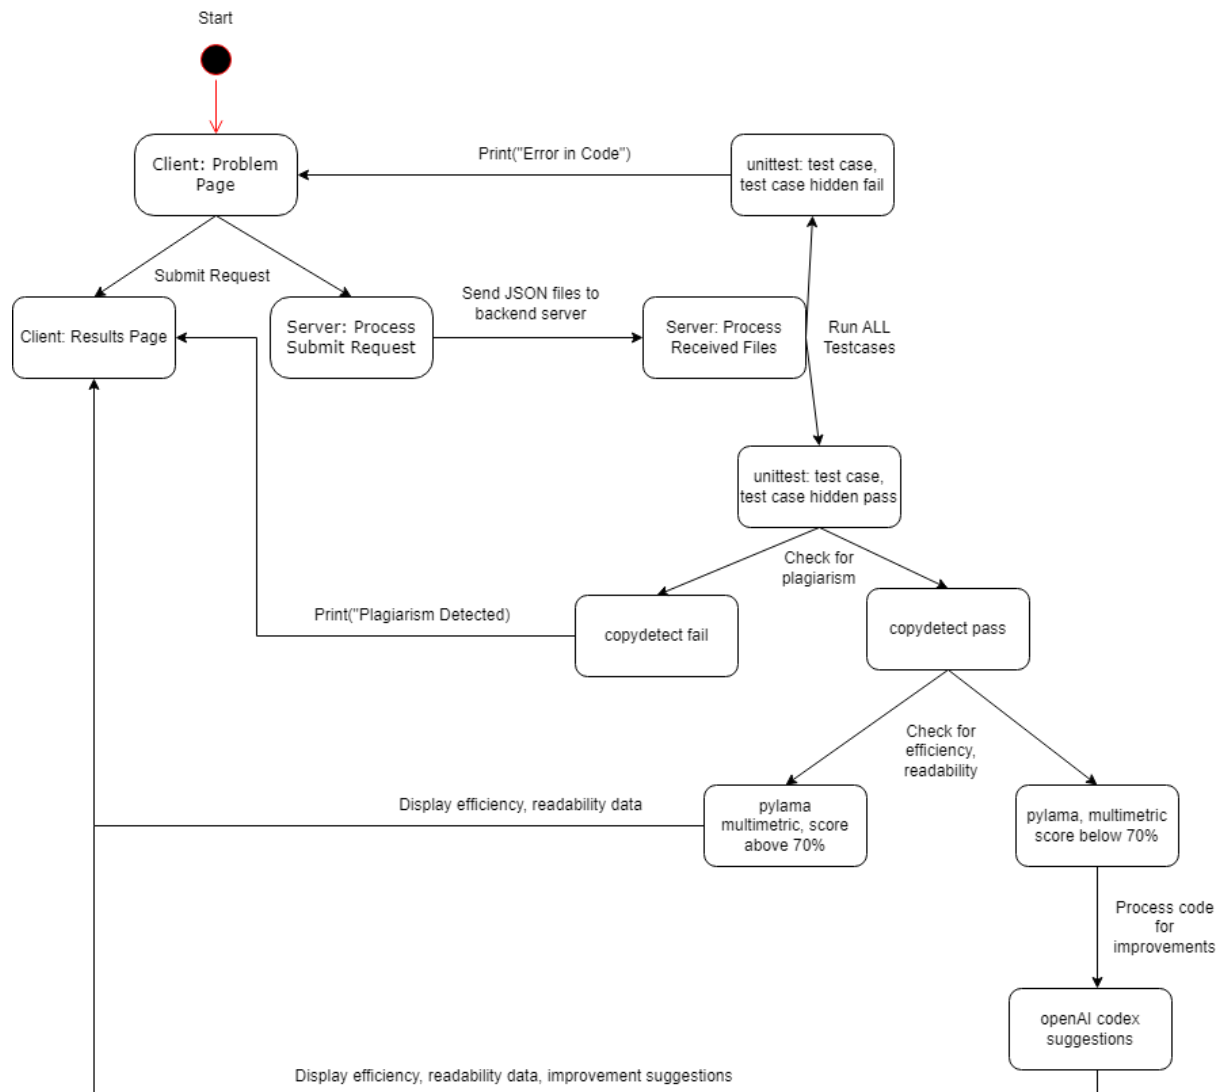 Start
Client: Problem
Page
Print("Error in Code")
unittest: test case,
test case hidden fail
Submit Request
Client: Results Page
Server: Process
Submit Request
Send JSON files to
backend server
Server: Process
Received Files
Run ALL
Testcases
unittest: test case,
test case hidden pass
Check for
plagiarism
Print("Plagiarism Detected)
copydetect fail
copydetect pass
Check for
efficiency,
readability
Display efficiency, readability data
pylama
multimetric, score
above 70%
pylama, multimetric
score below 70%
Process code
for
improvements
openAI codex
suggestions
Display efficiency, readability data, improvement suggestions